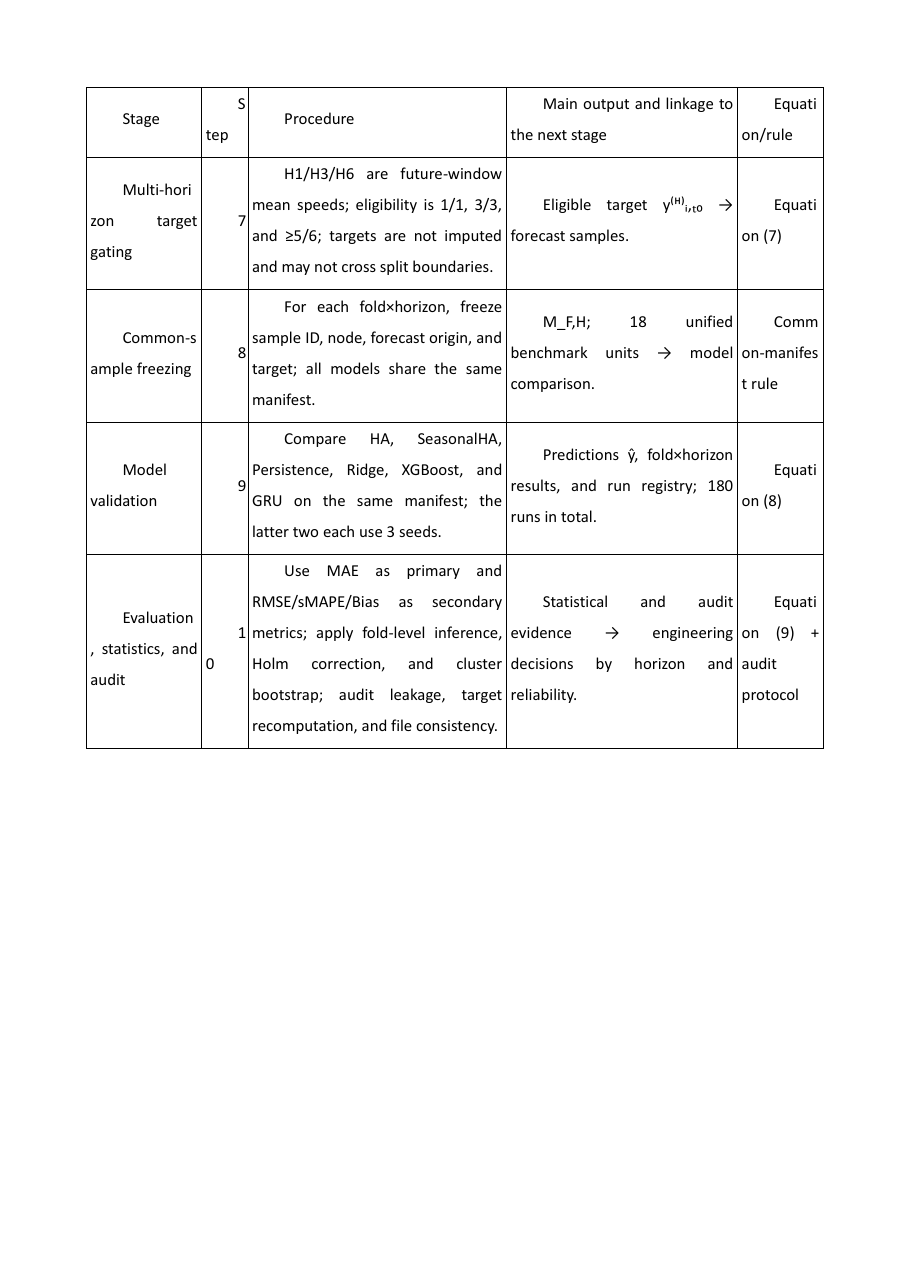 Stage
S
tep
Procedure
Main output and linkage to
the next stage
Equati
on/rule
Multi-hori
zon target
gating
7
H1/H3/H6 are future-window
mean speeds; eligibility is 1/1, 3/3,
and ≥5/6; targets are not imputed
and may not cross split boundaries.
Eligible target y⁽ᴴ⁾ᵢ,ₜ₀ →
forecast samples.
Equati
on (7)
Common-s
ample freezing
8
For each fold×horizon, freeze
sample ID, node, forecast origin, and
target; all models share the same
manifest.
M_F,H; 18 unified
benchmark units → model
comparison.
Comm
on-manifes
t rule
Model
validation
9
Compare HA, SeasonalHA,
Persistence, Ridge, XGBoost, and
GRU on the same manifest; the
latter two each use 3 seeds.
Predictions ŷ, fold×horizon
results, and run registry; 180
runs in total.
Equati
on (8)
Evaluation
, statistics, and
audit
1
0
Use MAE as primary and
RMSE/sMAPE/Bias as secondary
metrics; apply fold-level inference,
Holm correction, and cluster
bootstrap; audit leakage, target
recomputation, and file consistency.
Statistical and audit
evidence → engineering
decisions by horizon and
reliability.
Equati
on (9) +
audit
protocol